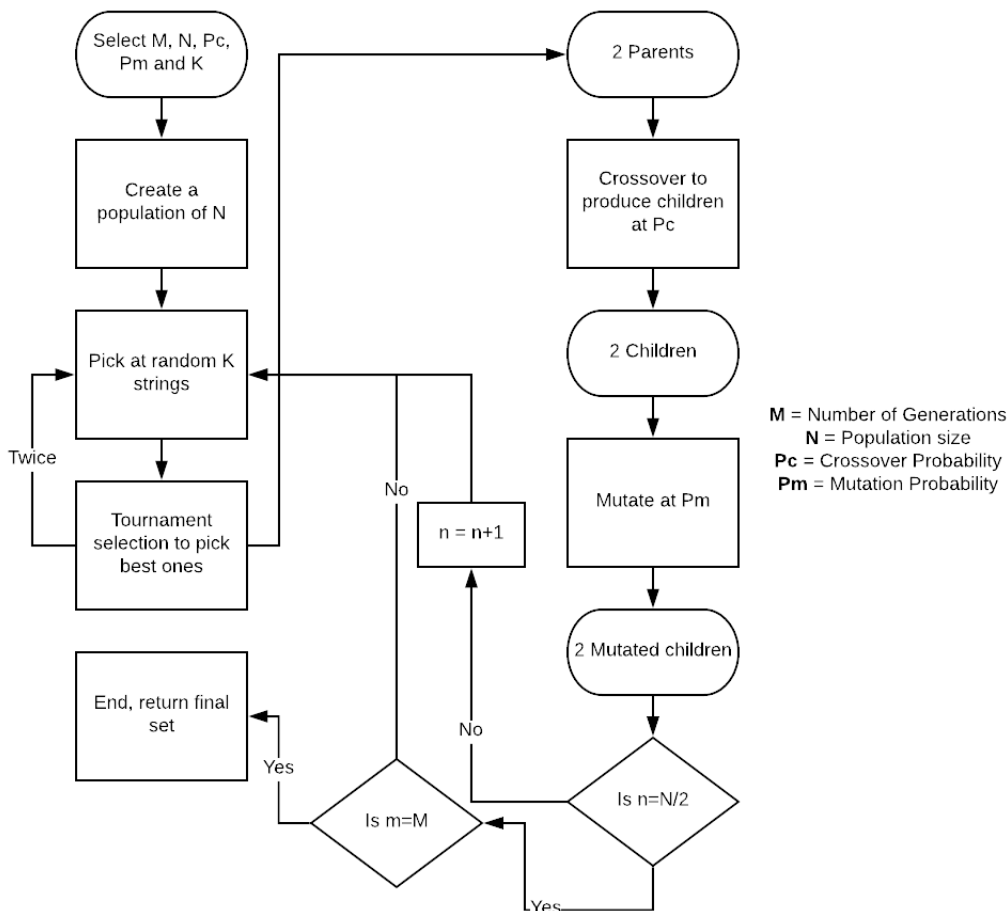 Select M, N, Pc,
Pm and K
Create a
population of N
Pick at random K
strings
Twice
Tournament
selection to pick
best ones
2 Parents
Crossover to
produce children
at Pc
2 Children
Mutate at Pm
2 Mutated children
Is n=N/2
No
n = n+1
Yes
Is m=M
No
Yes
End, return final
set
M = Number of Generations
N = Population size
Pc = Crossover Probability
Pm = Mutation Probability